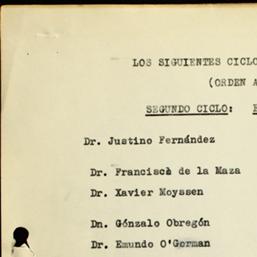 LOS SIGUIENTES CICLO
(ORDEN A
SEGUNDO CICLO:
Dr. Justino Fernández
Dr. Francisco de la Maza
Dr. Xavier Moyssen
Dn. Gónzalo Obregón
Dr. Emundo O'Gorman